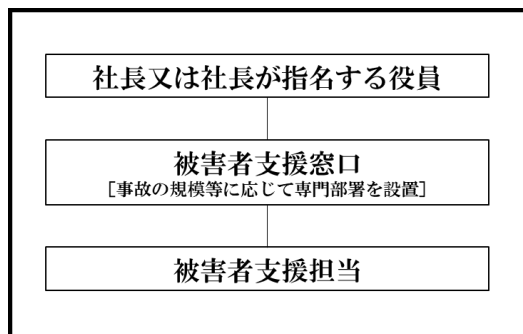 社長又は社長が指名する役員
被害者支援窓口
［事故の規模等に応じて専門部署を設置］
被害者支援担当